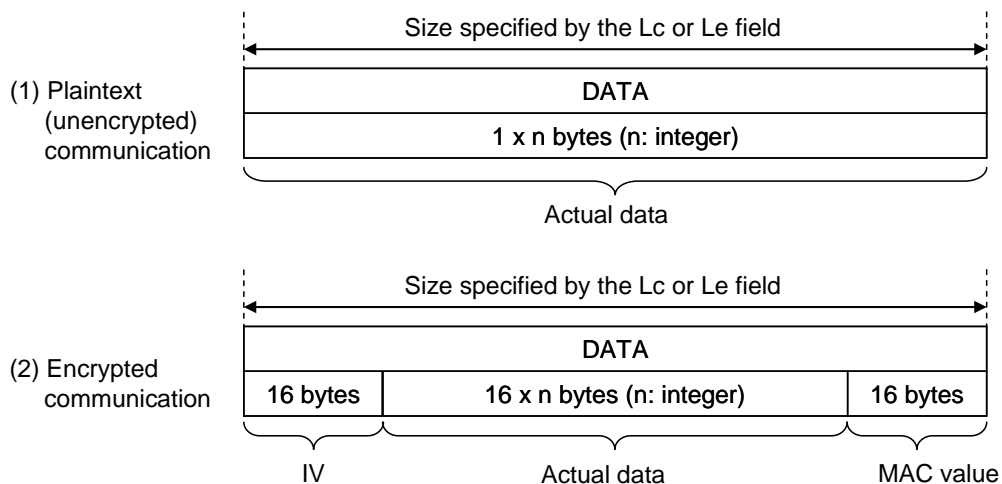 Size specified by the Lc or Le field
(1) Plaintext
(unencrypted)
communication
DATA
1 x n bytes (n: integer)
Actual data
Size specified by the Lc or Le field
(2) Encrypted
communication
DATA
16 bytes
16 x n bytes (n: integer)
16 bytes
IV
Actual data
MAC value